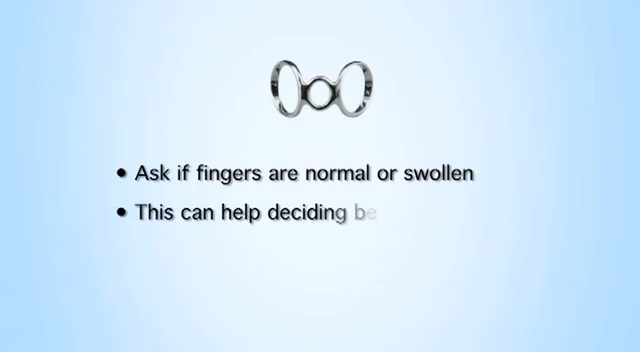 • Ask if fingers are normal or swollen
• This can help deciding be